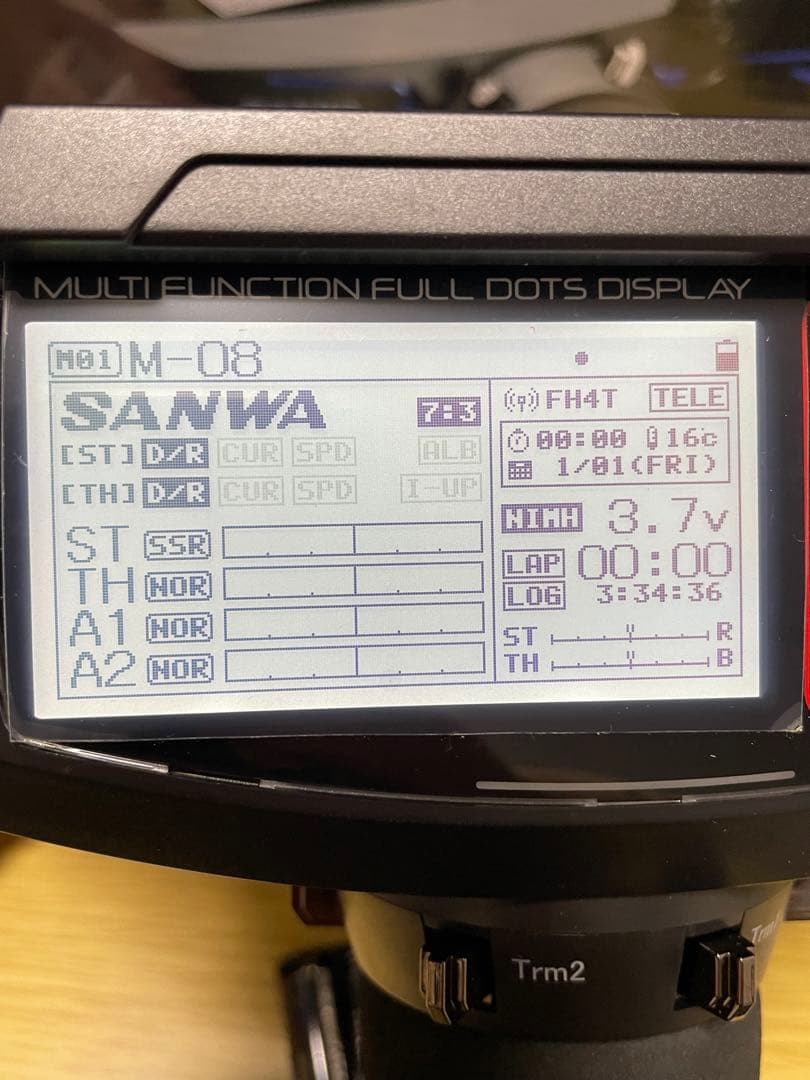 MULTI FUNCTION FULL DOTS DISPLAY
M01 M-08
SANWA 7:3
[ST] D/R CUR SPD ALB
[TH] D/R CUR SPD I-UP
ST SSR
TH NOR
A1 NOR
A2 NOR
FH4T TELE
00:00 16c
1/01(FRI)
NIMH 3.7v
LAP 00:00
LOG 3:34:36
ST R
TH B
Trm2